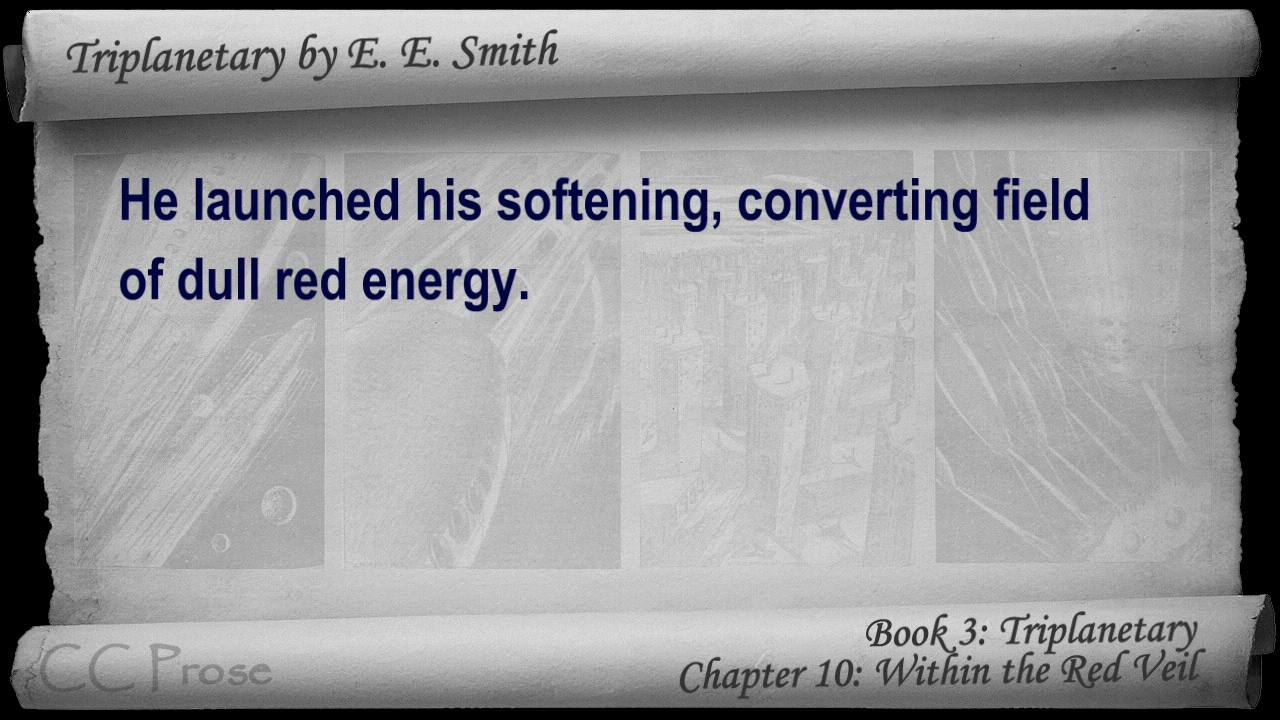 Triplanetary by E. E. Smith
He launched his softening, converting field
of dull red energy.
Book 3: Triplanetary
Chapter 10: Within the Red Veil
CC Prose